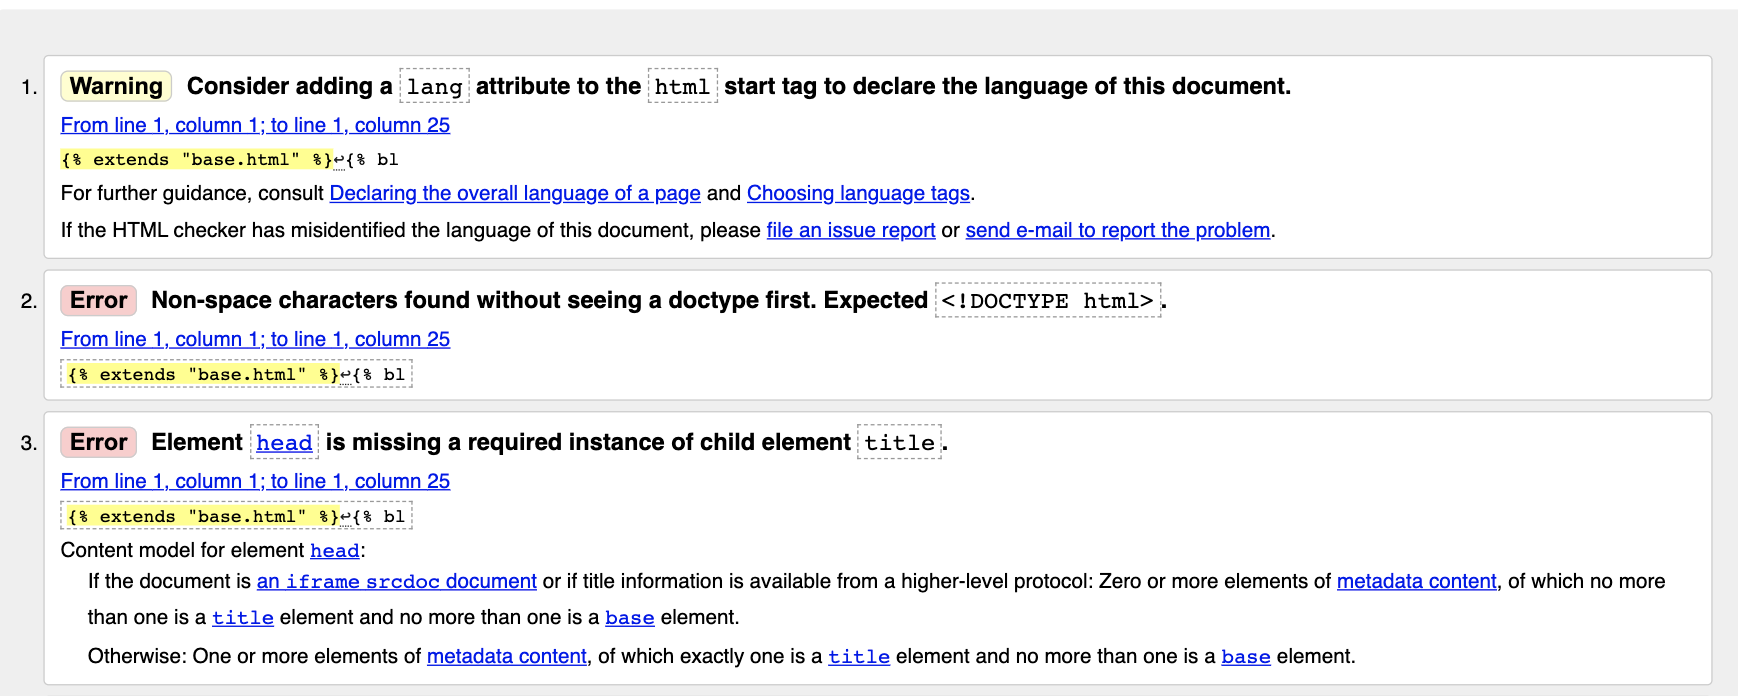 1. Warning Consider adding a lang attribute to the html start tag to declare the language of this document.
From line 1, column 1; to line 1, column 25
{% extends "base.html" %}↩{% bl
For further guidance, consult Declaring the overall language of a page and Choosing language tags.
If the HTML checker has misidentified the language of this document, please file an issue report or send e-mail to report the problem.
2. Error Non-space characters found without seeing a doctype first. Expected <!DOCTYPE html>.
From line 1, column 1; to line 1, column 25
{% extends "base.html" %}↩{% bl
3. Error Element head is missing a required instance of child element title.
From line 1, column 1; to line 1, column 25
{% extends "base.html" %}↩{% bl
Content model for element head:
If the document is an iframe srcdoc document or if title information is available from a higher-level protocol: Zero or more elements of metadata content, of which no more
than one is a title element and no more than one is a base element.
Otherwise: One or more elements of metadata content, of which exactly one is a title element and no more than one is a base element.